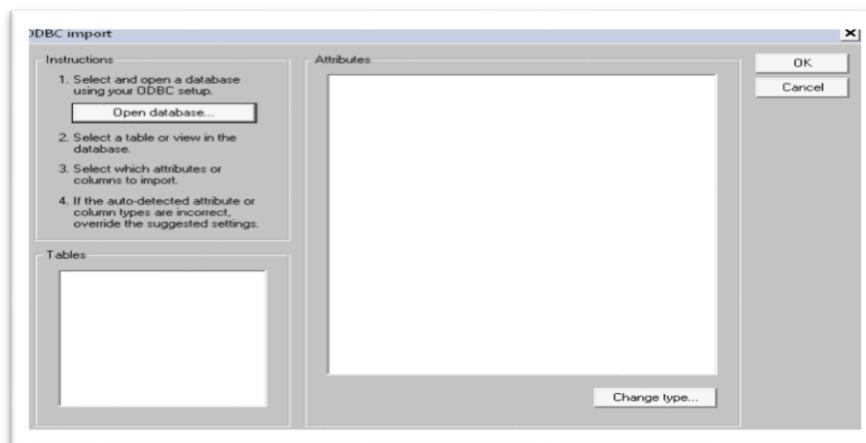 ODBC import
Instructions
1. Select and open a database
using your ODBC setup.
Open database...
2. Select a table or view in the
database.
3. Select which attributes or
columns to import.
4. If the auto-detected attribute or
column types are incorrect,
override the suggested settings.
Tables
Attributes
Change type...
OK
Cancel